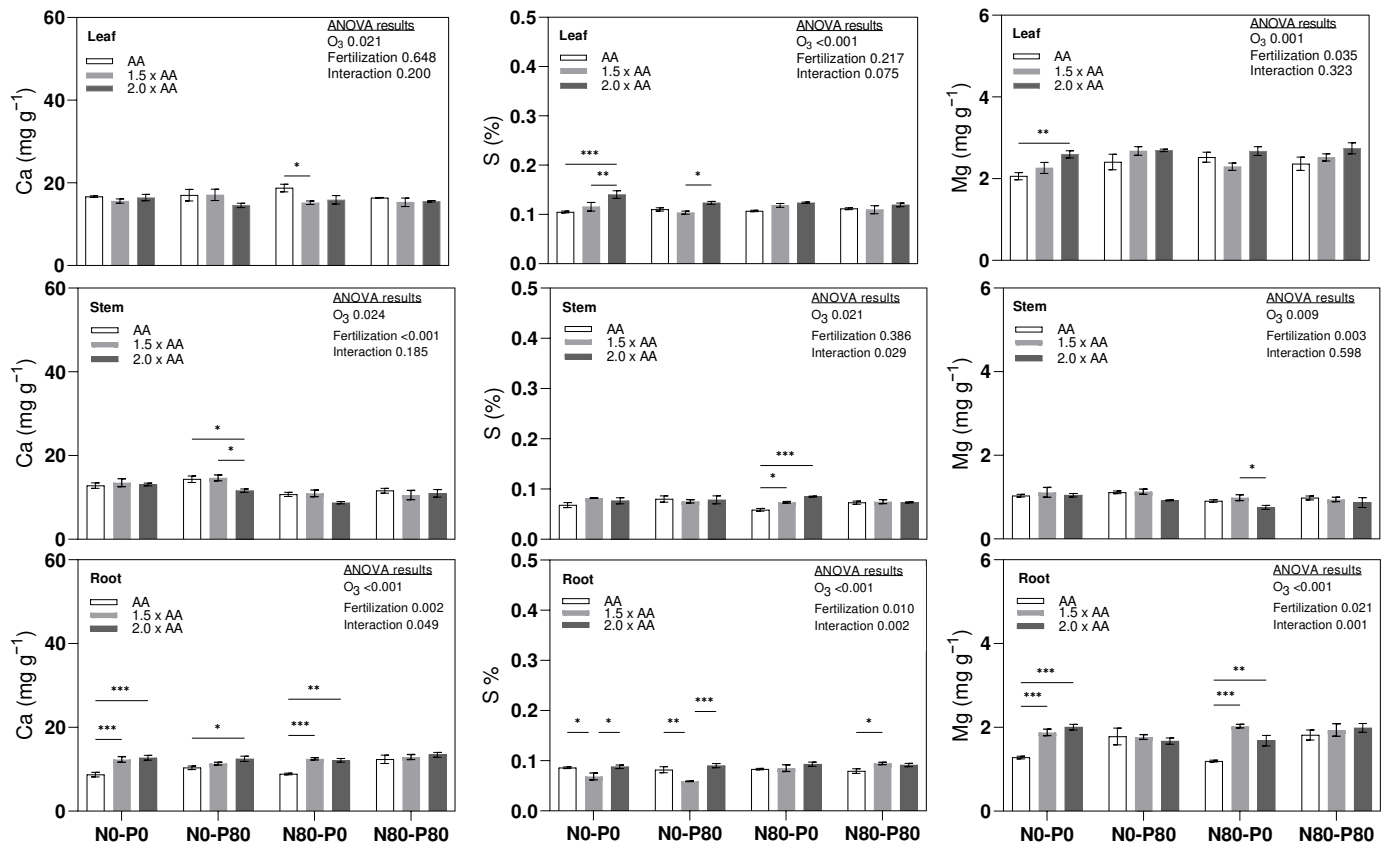 60
40
20
0
Ca (mg g⁻¹)
Leaf
AA
1.5 x AA
2.0 x AA
ANOVA results
O₃ 0.021
Fertilization 0.648
Interaction 0.200
*
0.5
0.4
0.3
0.2
0.1
0.0
S (%)
Leaf
AA
1.5 x AA
2.0 x AA
ANOVA results
O₃ <0.001
Fertilization 0.217
Interaction 0.075
***
**
*
6
4
2
0
Mg (mg g⁻¹)
Leaf
AA
1.5 x AA
2.0 x AA
ANOVA results
O₃ 0.001
Fertilization 0.035
Interaction 0.323
**
60
40
20
0
Ca (mg g⁻¹)
Stem
AA
1.5 x AA
2.0 x AA
ANOVA results
O₃ 0.024
Fertilization <0.001
Interaction 0.185
*
*
0.5
0.4
0.3
0.2
0.1
0.0
S (%)
Stem
AA
1.5 x AA
2.0 x AA
ANOVA results
O₃ 0.021
Fertilization 0.386
Interaction 0.029
***
*
6
4
2
0
Mg (mg g⁻¹)
Stem
AA
1.5 x AA
2.0 x AA
ANOVA results
O₃ 0.009
Fertilization 0.003
Interaction 0.598
*
60
40
20
0
Ca (mg g⁻¹)
Root
AA
1.5 x AA
2.0 x AA
ANOVA results
O₃ <0.001
Fertilization 0.002
Interaction 0.049
***
***
*
**
***
N0-P0 N0-P80 N80-P0 N80-P80
0.5
0.4
0.3
0.2
0.1
0.0
S %
Root
AA
1.5 x AA
2.0 x AA
ANOVA results
O₃ <0.001
Fertilization 0.010
Interaction 0.002
* *
** ***
*
N0-P0 N0-P80 N80-P0 N80-P80
6
4
2
0
Mg (mg g⁻¹)
Root
AA
1.5 x AA
2.0 x AA
ANOVA results
O₃ <0.001
Fertilization 0.021
Interaction 0.001
***
***
**
***
N0-P0 N0-P80 N80-P0 N80-P80